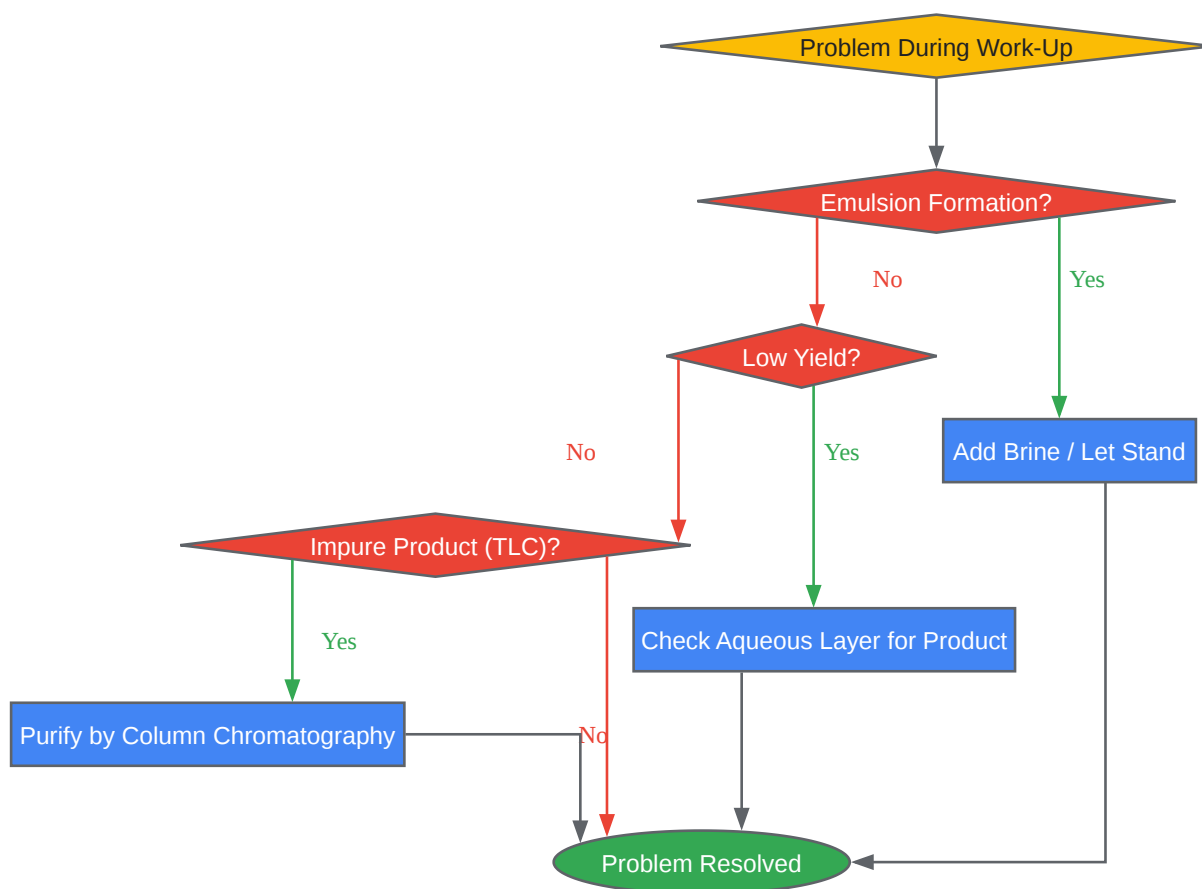 Problem During Work-Up
Emulsion Formation?
No
Yes
Low Yield?
No
Yes
Add Brine / Let Stand
Impure Product (TLC)?
Yes
Check Aqueous Layer for Product
Purify by Column Chromatography
No
Problem Resolved